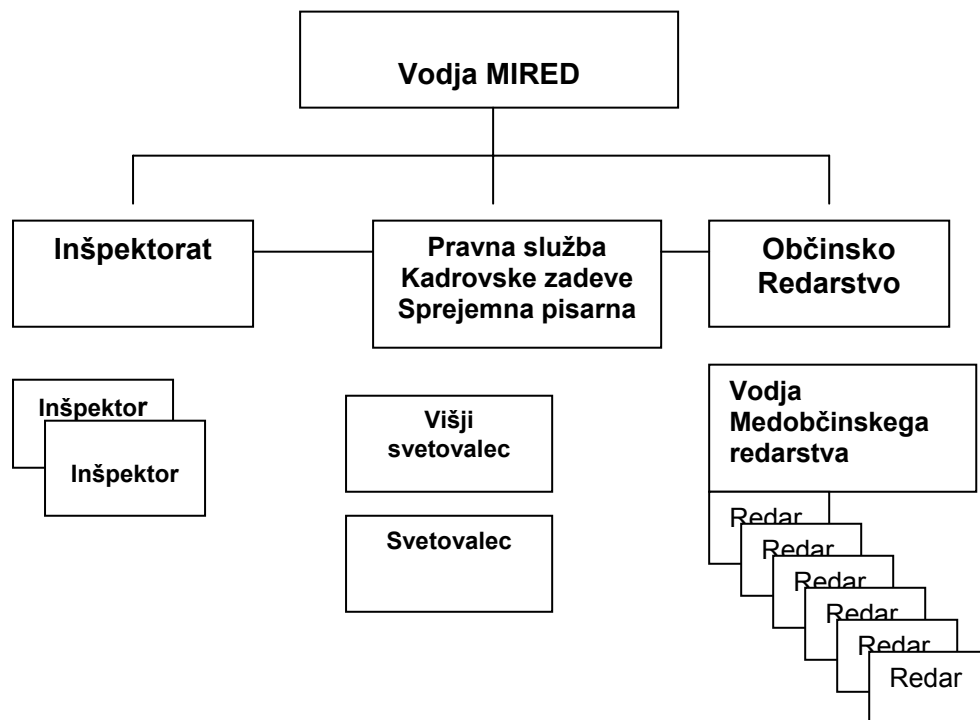 Vodja MIRED
Inšpektorat
Pravna služba
Kadrovske zadeve
Sprejemna pisarna
Občinsko
Redarstvo
Inšpektor
Inšpektor
Višji
svetovalec
Svetovalec
Vodja
Medobčinskega
redarstva
Redar
Redar
Redar
Redar
Redar
Redar